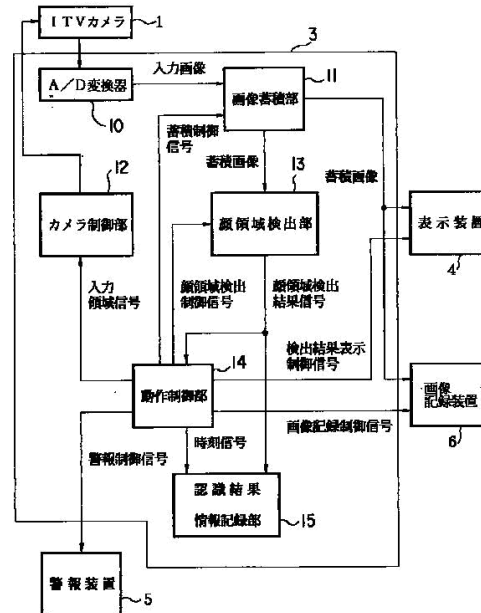 ITVカメラ
1
3
A/D変換器
10
入力画像
画像蓄積部
11
蓄積制御
信号
12
蓄積画像
13
蓄積画像
カメラ制御部
顔領域検出部
表示装置
4
入力
領域信号
顔領域検出
制御信号
顔領域検出
結果信号
検出結果表示
制御信号
14
動作制御部
画像
記録装置
6
画像記録制御信号
警報制御信号
時刻信号
認識結果
情報記録部
15
警報装置
5